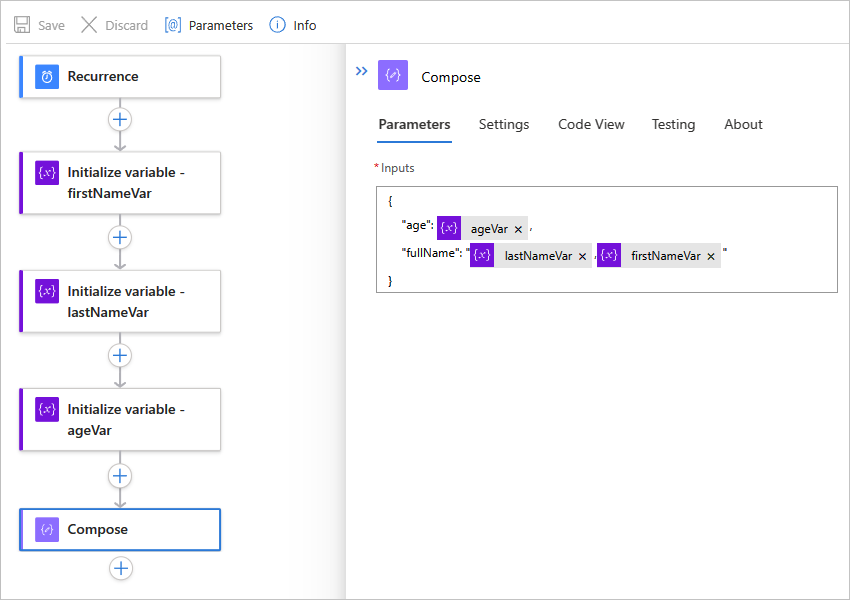 Save Discard Parameters Info
Recurrence
Initialize variable -
firstNameVar
Initialize variable -
lastNameVar
Initialize variable -
ageVar
Compose
Compose
Parameters Settings Code View Testing About
* Inputs
{
"age": {x} ageVar × ,
"fullName": " {x} lastNameVar × , {x} firstNameVar × "
}